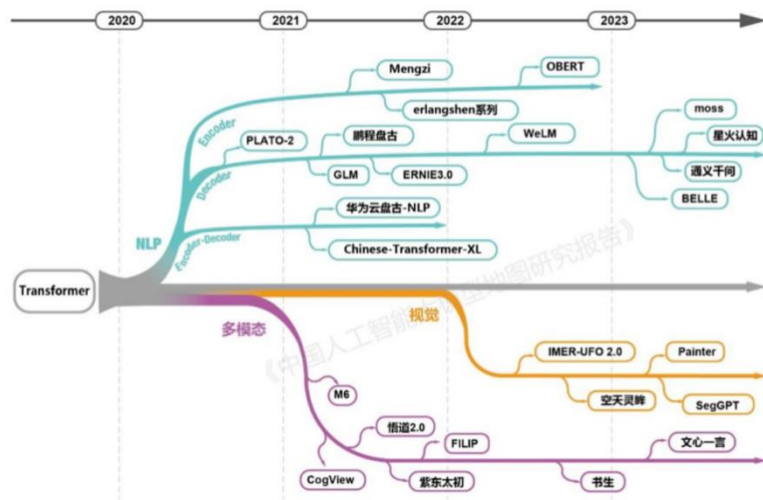 2020
2021
2022
2023
Mengzi
OBERT
erlangshen系列
Encoder
PLATO-2
鹏程盘古
WeLM
moss
星火认知
Decoder
GLM
ERNIE3.0
通义千问
BELLE
华为云盘古-NLP
NLP
Encoder-Decoder
Chinese-Transformer-XL
Transformer
《中国人工智能大模型地图研究报告》
多模态
视觉
IMER-UFO 2.0
Painter
M6
空天灵眸
SegGPT
悟道2.0
FILIP
文心一言
CogView
紫东太初
书生